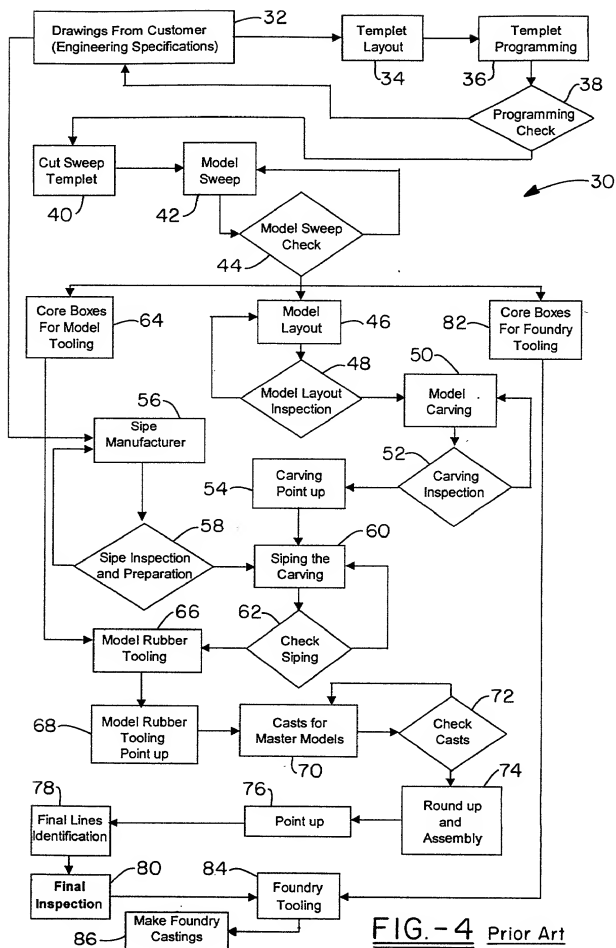 32
Drawings From Customer
(Engineering Specifications)
Templet
Layout
34
Templet
Programming
36
38
Programming
Check
Cut Sweep
Templet
40
Model
Sweep
42
Model Sweep
Check
44
30
Core Boxes
For Model
Tooling
64
Model
Layout
46
82
Core Boxes
For Foundry
Tooling
48
Model Layout
Inspection
50
Model
Carving
56
Sipe
Manufacturer
52
Carving
Inspection
54
Carving
Point up
58
Sipe Inspection
and Preparation
60
Siping the
Carving
62
Check
Siping
66
Model Rubber
Tooling
68
Model Rubber
Tooling
Point up
Casts for
Master Models
70
72
Check
Casts
74
Round up
and
Assembly
76
Point up
78
Final Lines
Identification
80
Final
Inspection
84
Foundry
Tooling
86
Make Foundry
Castings
FIG.-4 Prior Art